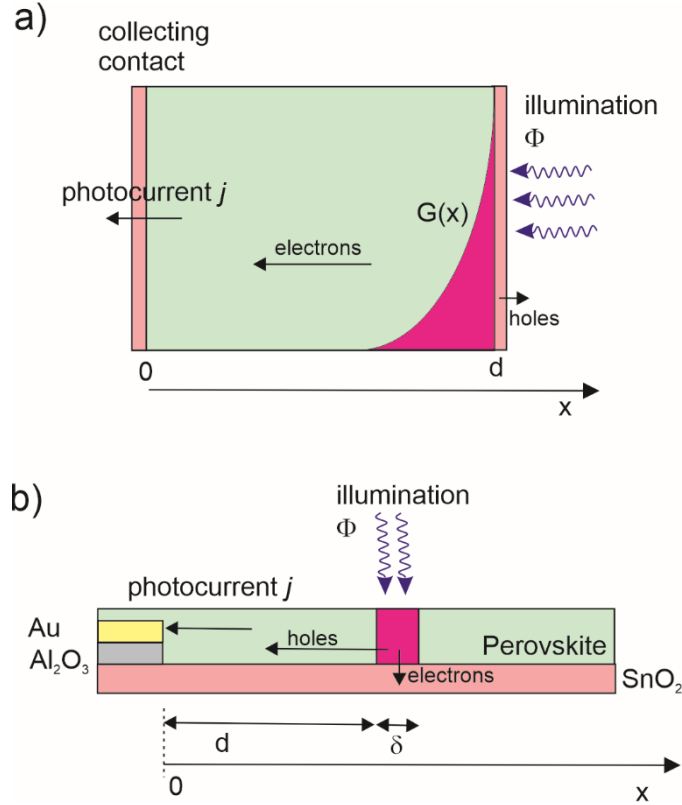 a)
collecting
contact
illumination
Φ
photocurrent j
G(x)
electrons
holes
0
d
x
b)
illumination
Φ
photocurrent j
Au
holes
Perovskite
Al₂O₃
electrons
SnO₂
d
δ
0
x